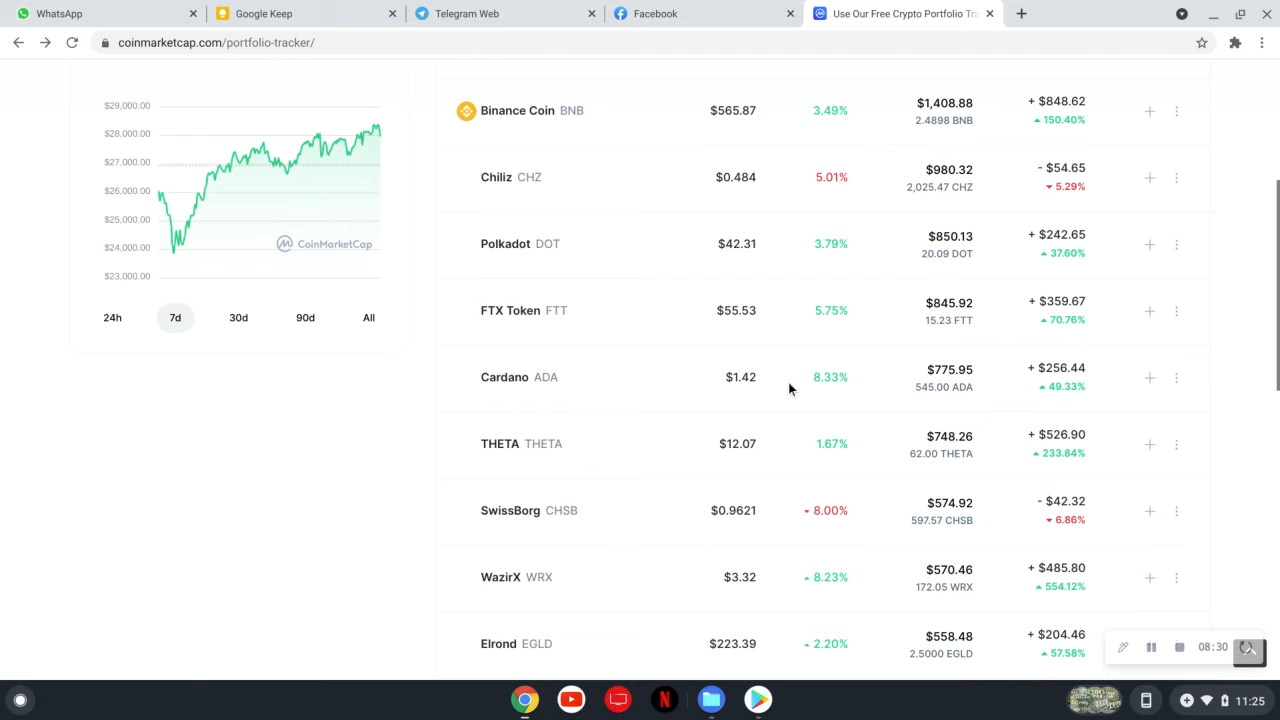 WhatsApp
Google Keep
Telegram Web
Facebook
Use Our Free Crypto Portfolio Tra
coinmarketcap.com/portfolio-tracker/
$29,000.00
$28,000.00
$27,000.00
$26,000.00
$25,000.00
$24,000.00
$23,000.00
CoinMarketCap
24h 7d 30d 90d All
Binance Coin BNB $565.87 3.49% $1,408.88 + $848.62
2.4898 BNB 150.40%
Chiliz CHZ $0.484 5.01% $980.32 - $54.65
2,025.47 CHZ 5.29%
Polkadot DOT $42.31 3.79% $850.13 + $242.65
20.09 DOT 37.60%
FTX Token FTT $55.53 5.75% $845.92 + $359.67
15.23 FTT 70.76%
Cardano ADA $1.42 8.33% $775.95 + $256.44
545.00 ADA 49.33%
THETA THETA $12.07 1.67% $748.26 + $526.90
62.00 THETA 233.84%
SwissBorg CHSB $0.9621 8.00% $574.92 - $42.32
597.57 CHSB 6.86%
WazirX WRX $3.32 8.23% $570.46 + $485.80
172.05 WRX 554.12%
Elrond EGLD $223.39 2.20% $558.48 + $204.46
2.5000 EGLD 57.58%
08:30
11:25